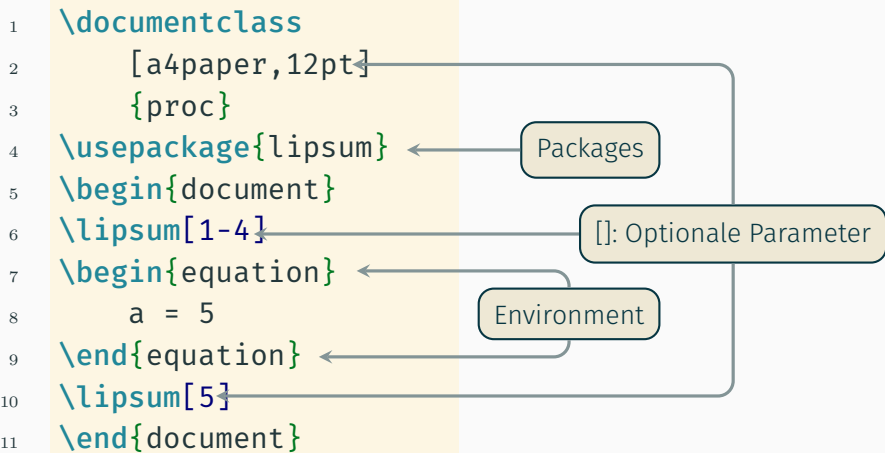 1 \documentclass
2 [a4paper,12pt]
3 {proc}
4 \usepackage{lipsum} Packages
5 \begin{document}
6 \lipsum[1-4] []: Optionale Parameter
7 \begin{equation}
8 a = 5 Environment
9 \end{equation}
10 \lipsum[5]
11 \end{document}